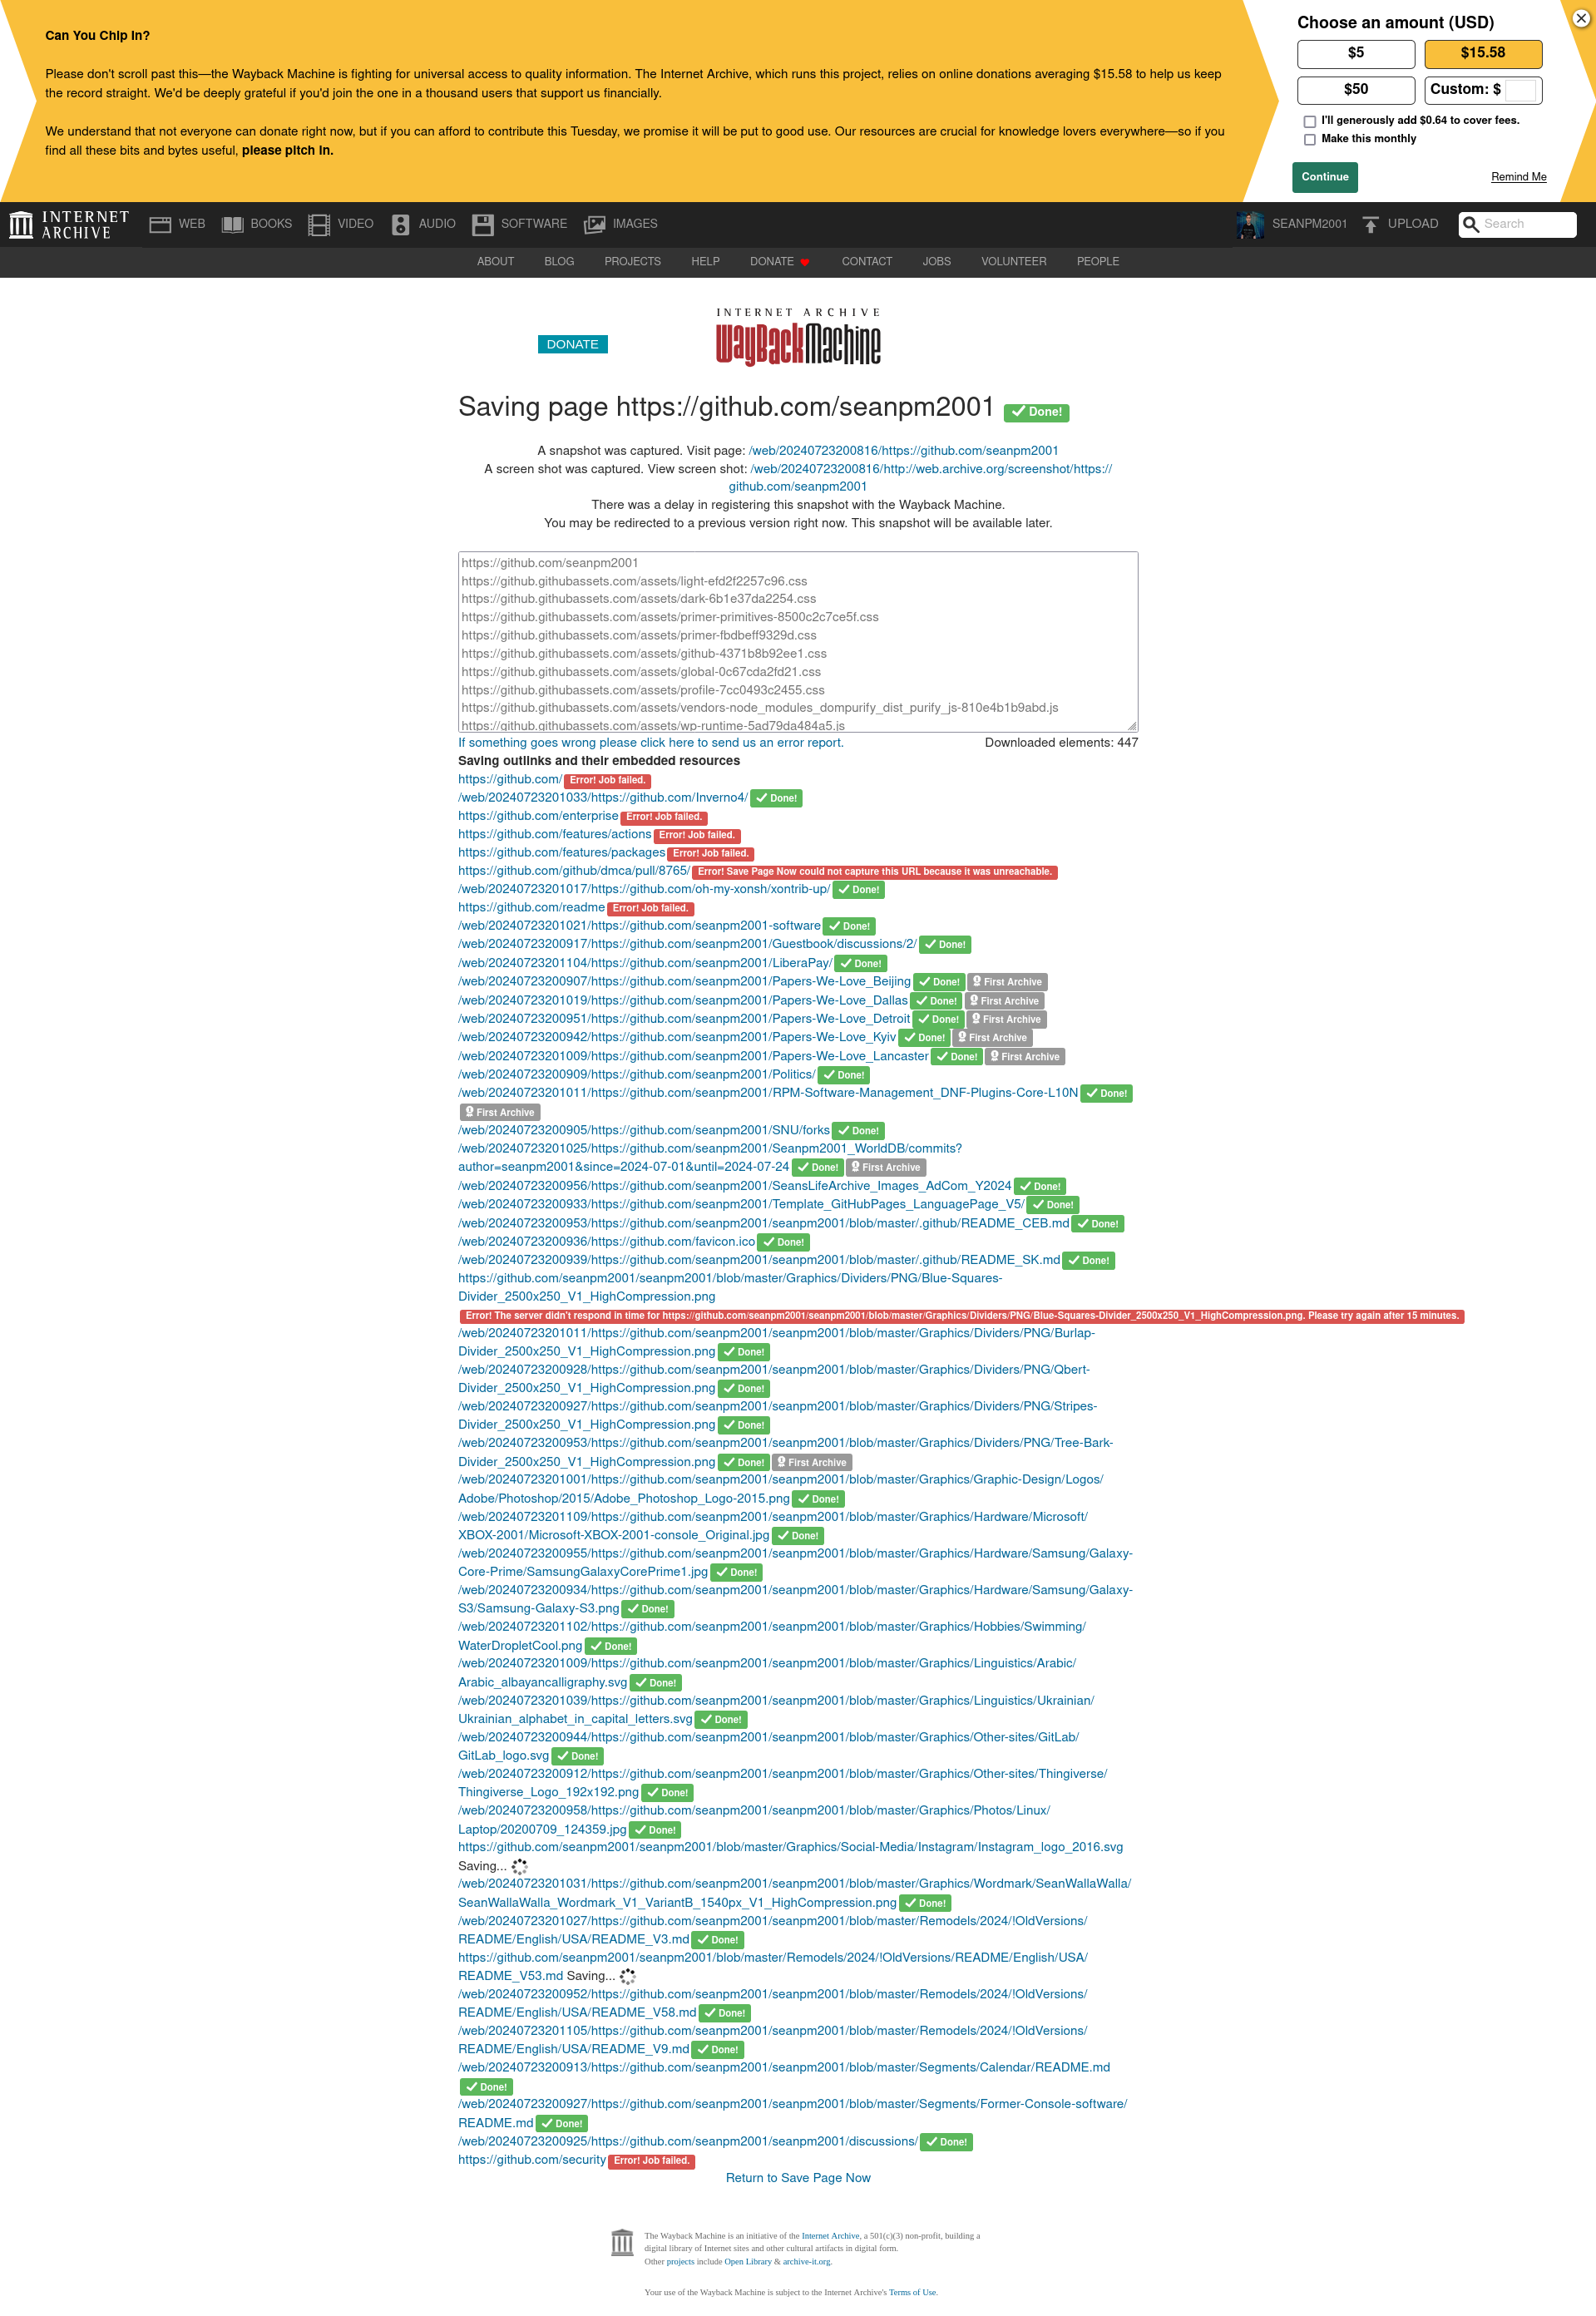 Can You Chip In?
Please don't scroll past this—the Wayback Machine is fighting for universal access to quality information. The Internet Archive, which runs this project, relies on online donations averaging $15.58 to help us keep
the record straight. We'd be deeply grateful if you'd join the one in a thousand users that support us financially.
We understand that not everyone can donate right now, but if you can afford to contribute this Tuesday, we promise it will be put to good use. Our resources are crucial for knowledge lovers everywhere—so if you
find all these bits and bytes useful, please pitch in.
Choose an amount (USD)
$5
$15.58
$50
Custom: $
I'll generously add $0.64 to cover fees.
Make this monthly
Continue
Remind Me
INTERNET
ARCHIVE
WEB
BOOKS
VIDEO
AUDIO
SOFTWARE
IMAGES
SEANPM2001
UPLOAD
Search
ABOUT
BLOG
PROJECTS
HELP
DONATE
CONTACT
JOBS
VOLUNTEER
PEOPLE
DONATE
INTERNET ARCHIVE
WayBackMachine
Saving page https://github.com/seanpm2001 Done!
A snapshot was captured. Visit page: /web/20240723200816/https://github.com/seanpm2001
A screen shot was captured. View screen shot: /web/20240723200816/http://web.archive.org/screenshot/https://
github.com/seanpm2001
There was a delay in registering this snapshot with the Wayback Machine.
You may be redirected to a previous version right now. This snapshot will be available later.
https://github.com/seanpm2001
https://github.githubassets.com/assets/light-efd2f2257c96.css
https://github.githubassets.com/assets/dark-6b1e37da2254.css
https://github.githubassets.com/assets/primer-primitives-8500c2c7ce5f.css
https://github.githubassets.com/assets/primer-fbdbeff9329d.css
https://github.githubassets.com/assets/github-4371b8b92ee1.css
https://github.githubassets.com/assets/global-0c67cda2fd21.css
https://github.githubassets.com/assets/profile-7cc0493c2455.css
https://github.githubassets.com/assets/vendors-node_modules_dompurify_dist_purify_js-810e4b1b9abd.js
https://github.githubassets.com/assets/wp-runtime-5ad79da484a5.js
If something goes wrong please click here to send us an error report. Downloaded elements: 447
Saving outlinks and their embedded resources
https://github.com/ Error! Job failed.
/web/20240723201033/https://github.com/Inverno4/ Done!
https://github.com/enterprise Error! Job failed.
https://github.com/features/actions Error! Job failed.
https://github.com/features/packages Error! Job failed.
https://github.com/github/dmca/pull/8765/ Error! Save Page Now could not capture this URL because it was unreachable.
/web/20240723201017/https://github.com/oh-my-xonsh/xontrib-up/ Done!
https://github.com/readme Error! Job failed.
/web/20240723201021/https://github.com/seanpm2001-software Done!
/web/20240723200917/https://github.com/seanpm2001/Guestbook/discussions/2/ Done!
/web/20240723201104/https://github.com/seanpm2001/LiberaPay/ Done!
/web/20240723200907/https://github.com/seanpm2001/Papers-We-Love_Beijing Done! First Archive
/web/20240723201019/https://github.com/seanpm2001/Papers-We-Love_Dallas Done! First Archive
/web/20240723200951/https://github.com/seanpm2001/Papers-We-Love_Detroit Done! First Archive
/web/20240723200942/https://github.com/seanpm2001/Papers-We-Love_Kyiv Done! First Archive
/web/20240723201009/https://github.com/seanpm2001/Papers-We-Love_Lancaster Done! First Archive
/web/20240723200909/https://github.com/seanpm2001/Politics/ Done!
/web/20240723201011/https://github.com/seanpm2001/RPM-Software-Management_DNF-Plugins-Core-L10N Done!
First Archive
/web/20240723200905/https://github.com/seanpm2001/SNU/forks Done!
/web/20240723201025/https://github.com/seanpm2001/Seanpm2001_WorldDB/commits?
author=seanpm2001&since=2024-07-01&until=2024-07-24 Done! First Archive
/web/20240723200956/https://github.com/seanpm2001/SeansLifeArchive_Images_AdCom_Y2024 Done!
/web/20240723200933/https://github.com/seanpm2001/Template_GitHubPages_LanguagePage_V5/ Done!
/web/20240723200953/https://github.com/seanpm2001/seanpm2001/blob/master/.github/README_CEB.md Done!
/web/20240723200936/https://github.com/favicon.ico Done!
/web/20240723200939/https://github.com/seanpm2001/seanpm2001/blob/master/.github/README_SK.md Done!
https://github.com/seanpm2001/seanpm2001/blob/master/Graphics/Dividers/PNG/Blue-Squares-
Divider_2500x250_V1_HighCompression.png
Error! The server didn't respond in time for https://github.com/seanpm2001/seanpm2001/blob/master/Graphics/Dividers/PNG/Blue-Squares-Divider_2500x250_V1_HighCompression.png. Please try again after 15 minutes.
/web/20240723201011/https://github.com/seanpm2001/seanpm2001/blob/master/Graphics/Dividers/PNG/Burlap-
Divider_2500x250_V1_HighCompression.png Done!
/web/20240723200928/https://github.com/seanpm2001/seanpm2001/blob/master/Graphics/Dividers/PNG/Qbert-
Divider_2500x250_V1_HighCompression.png Done!
/web/20240723200927/https://github.com/seanpm2001/seanpm2001/blob/master/Graphics/Dividers/PNG/Stripes-
Divider_2500x250_V1_HighCompression.png Done!
/web/20240723200953/https://github.com/seanpm2001/seanpm2001/blob/master/Graphics/Dividers/PNG/Tree-Bark-
Divider_2500x250_V1_HighCompression.png Done! First Archive
/web/20240723201001/https://github.com/seanpm2001/seanpm2001/blob/master/Graphics/Graphic-Design/Logos/
Adobe/Photoshop/2015/Adobe_Photoshop_Logo-2015.png Done!
/web/20240723201109/https://github.com/seanpm2001/seanpm2001/blob/master/Graphics/Hardware/Microsoft/
XBOX-2001/Microsoft-XBOX-2001-console_Original.jpg Done!
/web/20240723200955/https://github.com/seanpm2001/seanpm2001/blob/master/Graphics/Hardware/Samsung/Galaxy-
Core-Prime/SamsungGalaxyCorePrime1.jpg Done!
/web/20240723200934/https://github.com/seanpm2001/seanpm2001/blob/master/Graphics/Hardware/Samsung/Galaxy-
S3/Samsung-Galaxy-S3.png Done!
/web/20240723201102/https://github.com/seanpm2001/seanpm2001/blob/master/Graphics/Hobbies/Swimming/
WaterDropletCool.png Done!
/web/20240723201009/https://github.com/seanpm2001/seanpm2001/blob/master/Graphics/Linguistics/Arabic/
Arabic_albayancalligraphy.svg Done!
/web/20240723201039/https://github.com/seanpm2001/seanpm2001/blob/master/Graphics/Linguistics/Ukrainian/
Ukrainian_alphabet_in_capital_letters.svg Done!
/web/20240723200944/https://github.com/seanpm2001/seanpm2001/blob/master/Graphics/Other-sites/GitLab/
GitLab_logo.svg Done!
/web/20240723200912/https://github.com/seanpm2001/seanpm2001/blob/master/Graphics/Other-sites/Thingiverse/
Thingiverse_Logo_192x192.png Done!
/web/20240723200958/https://github.com/seanpm2001/seanpm2001/blob/master/Graphics/Photos/Linux/
Laptop/20200709_124359.jpg Done!
https://github.com/seanpm2001/seanpm2001/blob/master/Graphics/Social-Media/Instagram/Instagram_logo_2016.svg
Saving...
/web/20240723201031/https://github.com/seanpm2001/seanpm2001/blob/master/Graphics/Wordmark/SeanWallaWalla/
SeanWallaWalla_Wordmark_V1_VariantB_1540px_V1_HighCompression.png Done!
/web/20240723201027/https://github.com/seanpm2001/seanpm2001/blob/master/Remodels/2024/!OldVersions/
README/English/USA/README_V3.md Done!
https://github.com/seanpm2001/seanpm2001/blob/master/Remodels/2024/!OldVersions/README/English/USA/
README_V53.md Saving...
/web/20240723200952/https://github.com/seanpm2001/seanpm2001/blob/master/Remodels/2024/!OldVersions/
README/English/USA/README_V58.md Done!
/web/20240723201105/https://github.com/seanpm2001/seanpm2001/blob/master/Remodels/2024/!OldVersions/
README/English/USA/README_V9.md Done!
/web/20240723200913/https://github.com/seanpm2001/seanpm2001/blob/master/Segments/Calendar/README.md
Done!
/web/20240723200927/https://github.com/seanpm2001/seanpm2001/blob/master/Segments/Former-Console-software/
README.md Done!
/web/20240723200925/https://github.com/seanpm2001/seanpm2001/discussions/ Done!
https://github.com/security Error! Job failed.
Return to Save Page Now
The Wayback Machine is an initiative of the Internet Archive, a 501(c)(3) non-profit, building a
digital library of Internet sites and other cultural artifacts in digital form.
Other projects include Open Library & archive-it.org.
Your use of the Wayback Machine is subject to the Internet Archive's Terms of Use.